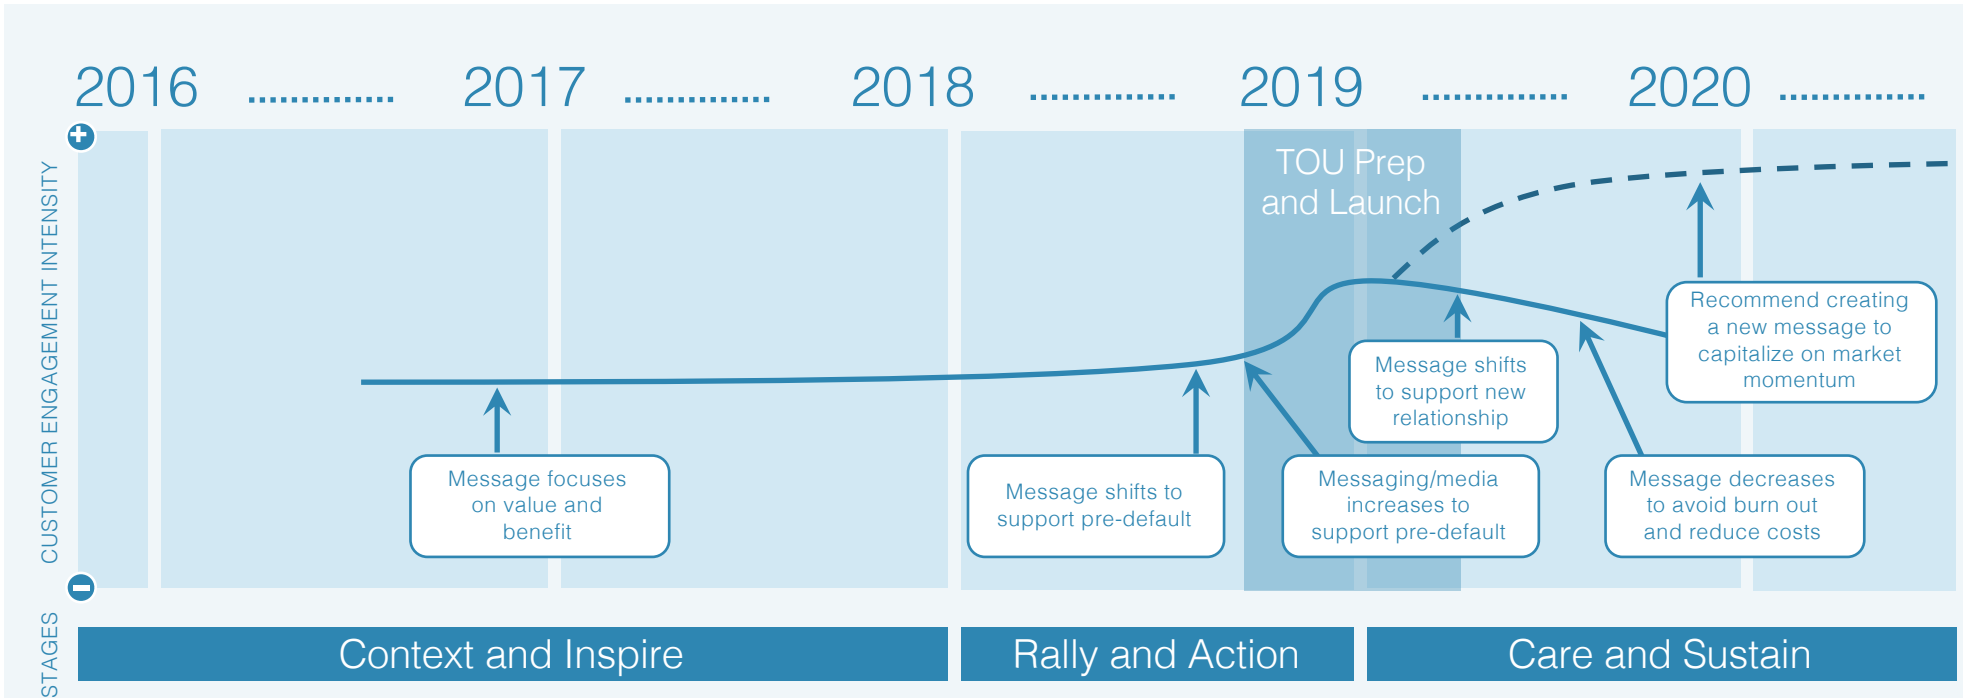 2016
2017
2018
2019
2020
CUSTOMER ENGAGEMENT INTENSITY
TOU Prep
and Launch
Message focuses
on value and
benefit
Message shifts to
support pre-default
Messaging/media
increases to
support pre-default
Message shifts
to support new
relationship
Message decreases
to avoid burn out
and reduce costs
Recommend creating
a new message to
capitalize on market
momentum
STAGES
Context and Inspire
Rally and Action
Care and Sustain